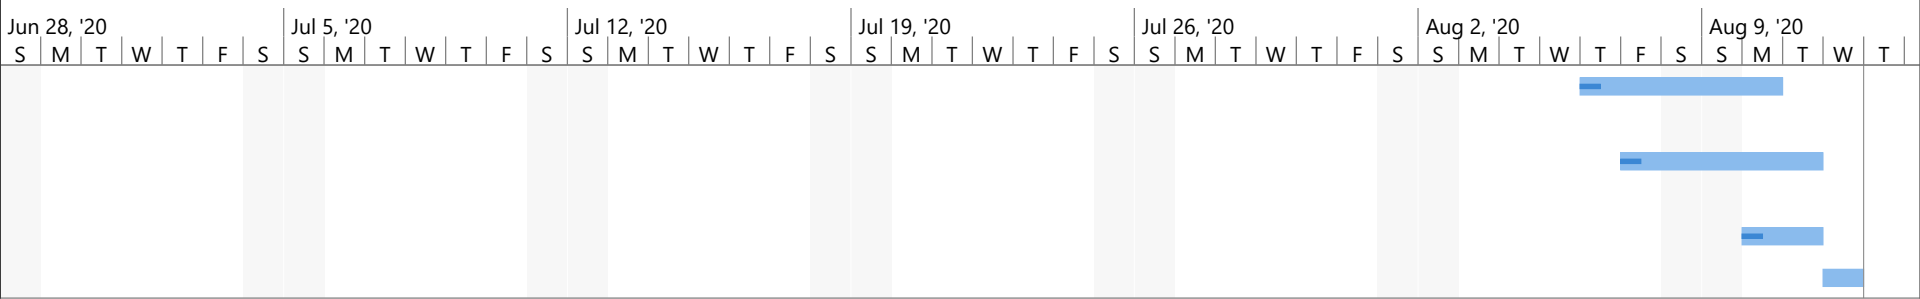 Jun 28, '20 Jul 5, '20 Jul 12, '20 Jul 19, '20 Jul 26, '20 Aug 2, '20 Aug 9, '20
S M T W T F S S M T W T F S S M T W T F S S M T W T F S S M T W T F S S M T W T F S S M T W T